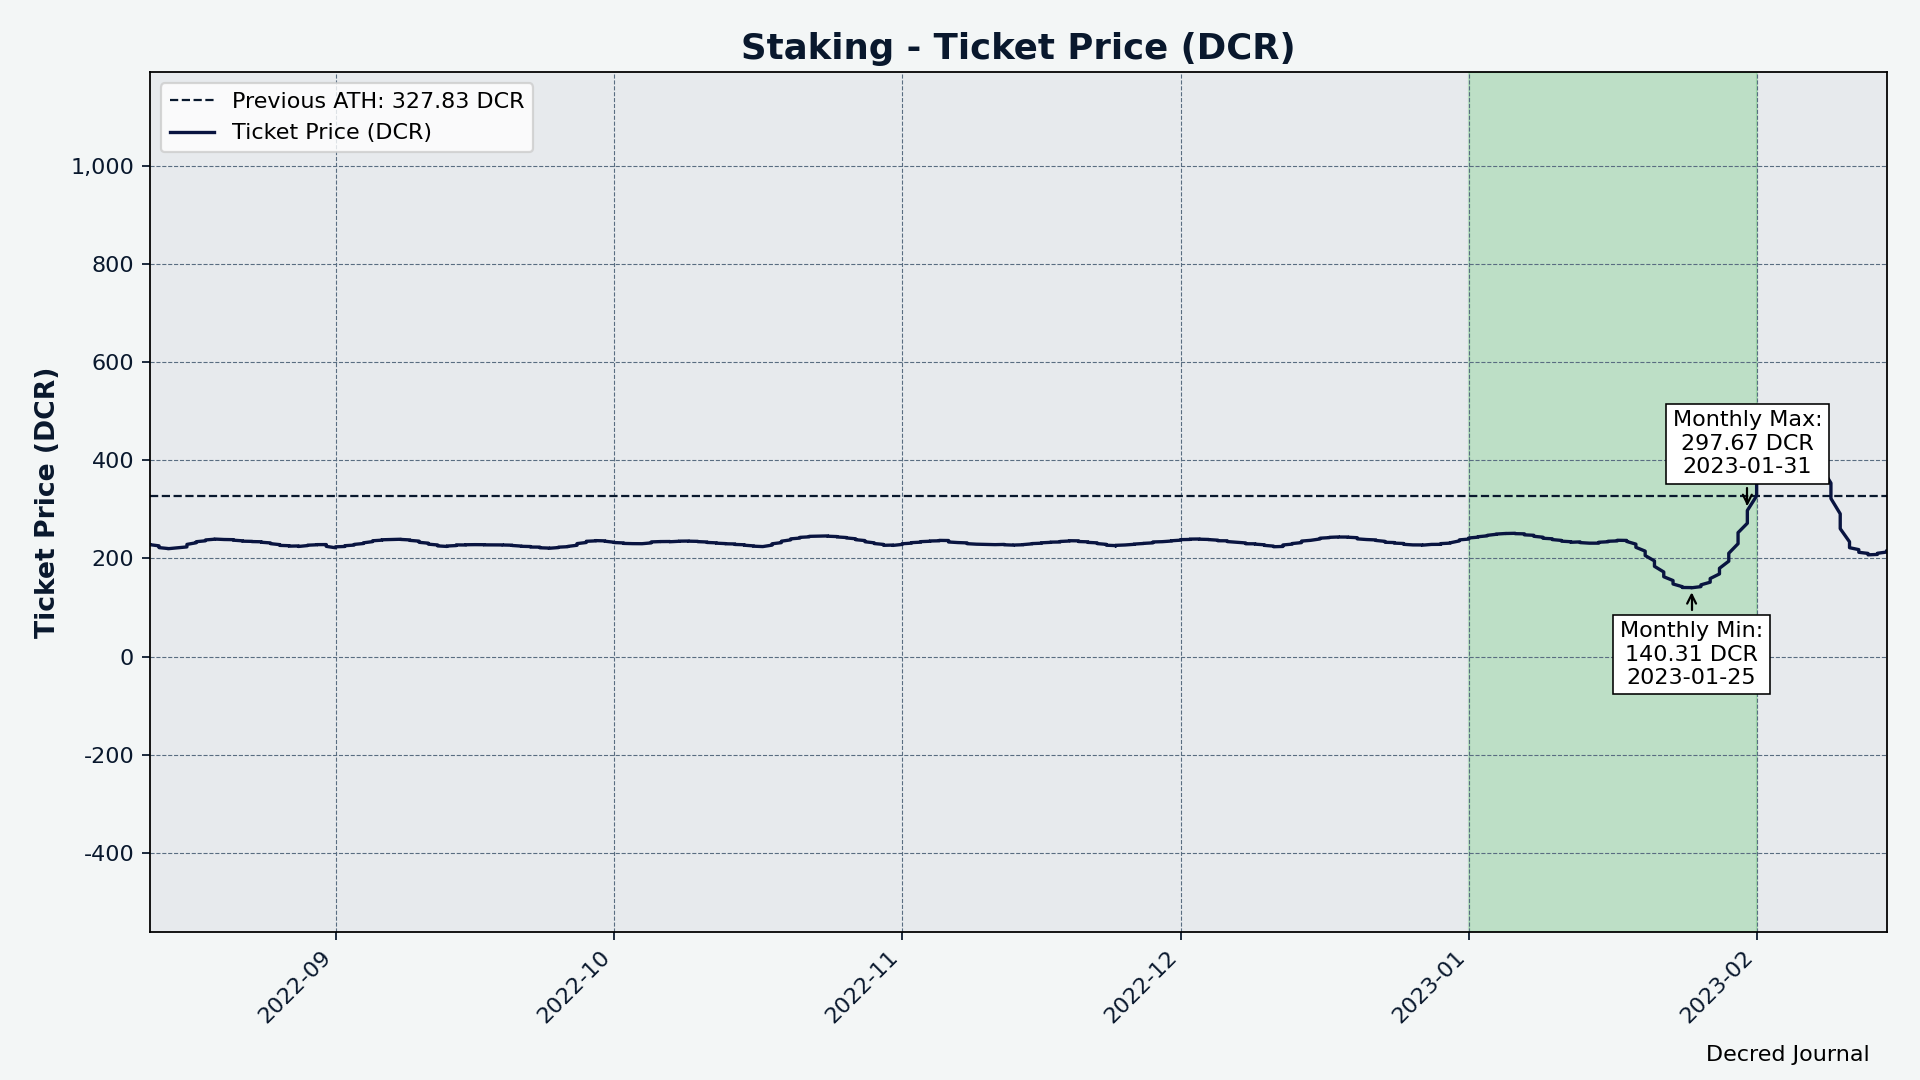 Staking - Ticket Price (DCR)
Previous ATH: 327.83 DCR
Ticket Price (DCR)
1,000
800
600
400
200
0
-200
-400
Ticket Price (DCR)
Monthly Max:
297.67 DCR
2023-01-31
Monthly Min:
140.31 DCR
2023-01-25
2022-09
2022-10
2022-11
2022-12
2023-01
2023-02
Decred Journal